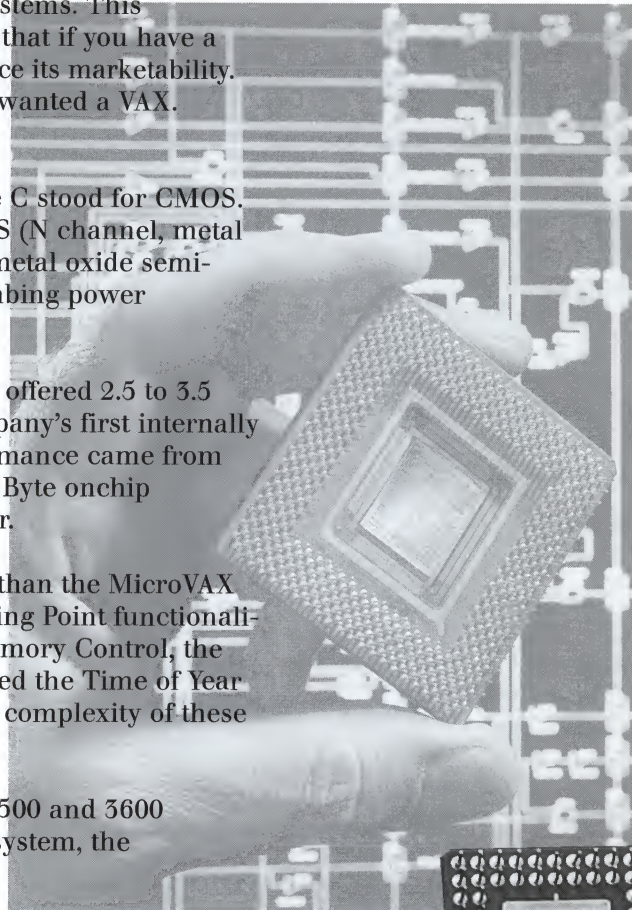 stems. This
that if you have a
ce its marketability.
wanted a VAX.
C stood for CMOS.
S (N channel, metal
netal oxide semi-
bing power
offered 2.5 to 3.5
pany's first internally
mance came from
Byte onchip
r.
than the MicroVAX
ing Point functionali-
mory Control, the
ed the Time of Year
complexity of these
500 and 3600
ystem, the